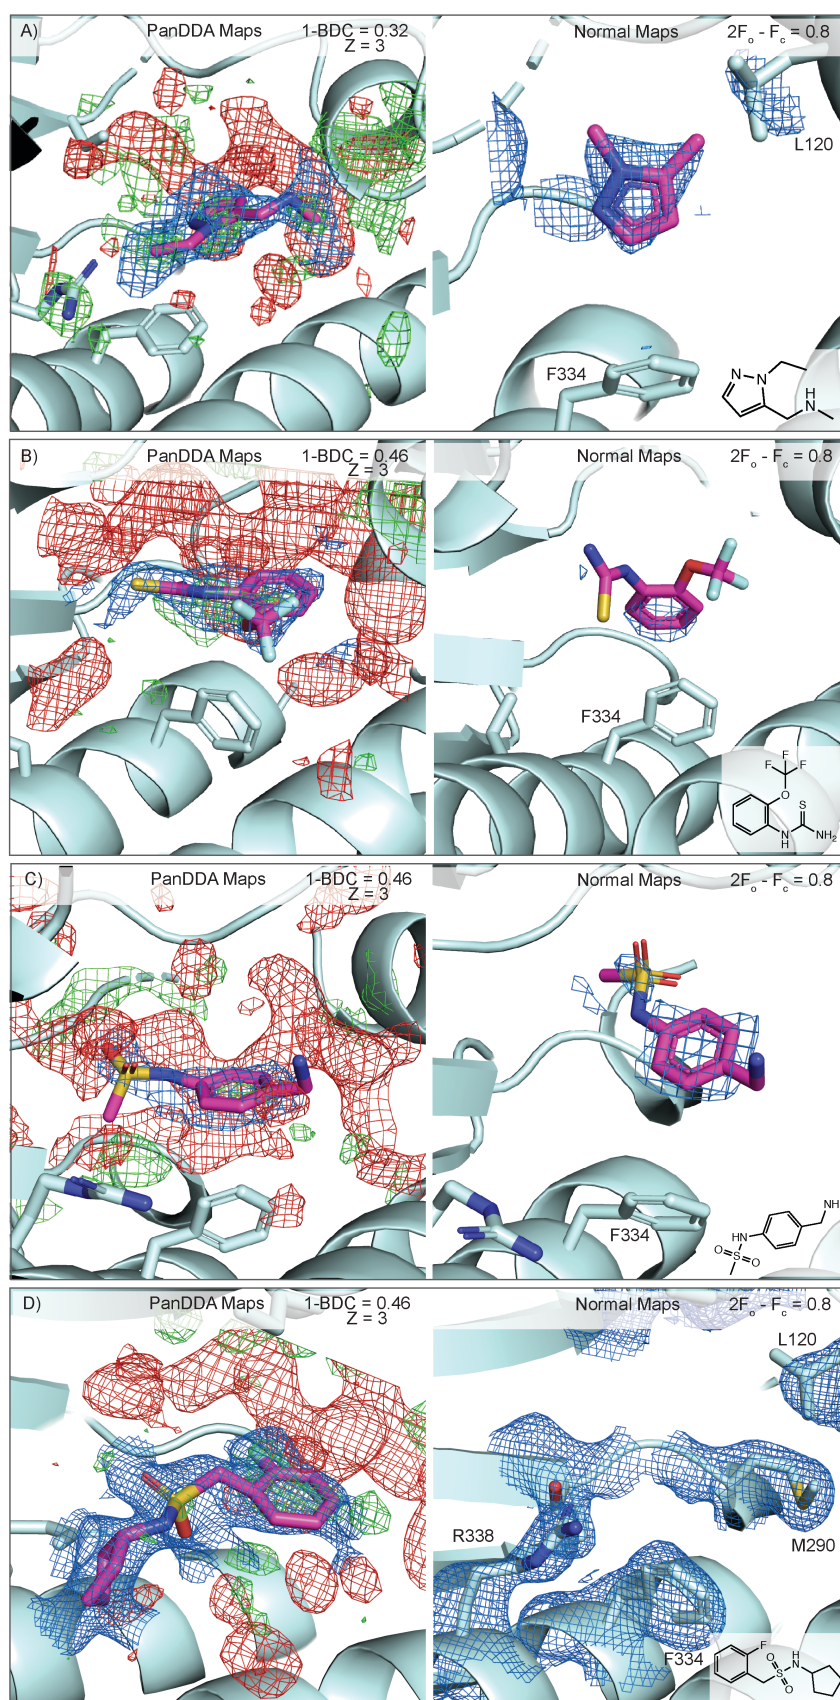 A) PanDDA Maps 1-BDC = 0.32
Z = 3
Normal Maps 2Fo - Fc = 0.8
L120
F334
N
N
H
N
B) PanDDA Maps 1-BDC = 0.46
Z = 3
Normal Maps 2Fo - Fc = 0.8
F334
F
F F
O S
N
H
NH2
C) PanDDA Maps 1-BDC = 0.46
Z = 3
Normal Maps 2Fo - Fc = 0.8
F334
NH
HN
O S O
D) PanDDA Maps 1-BDC = 0.46
Z = 3
Normal Maps 2Fo - Fc = 0.8
L120
R338
M290
F334
F
O H
S N
O